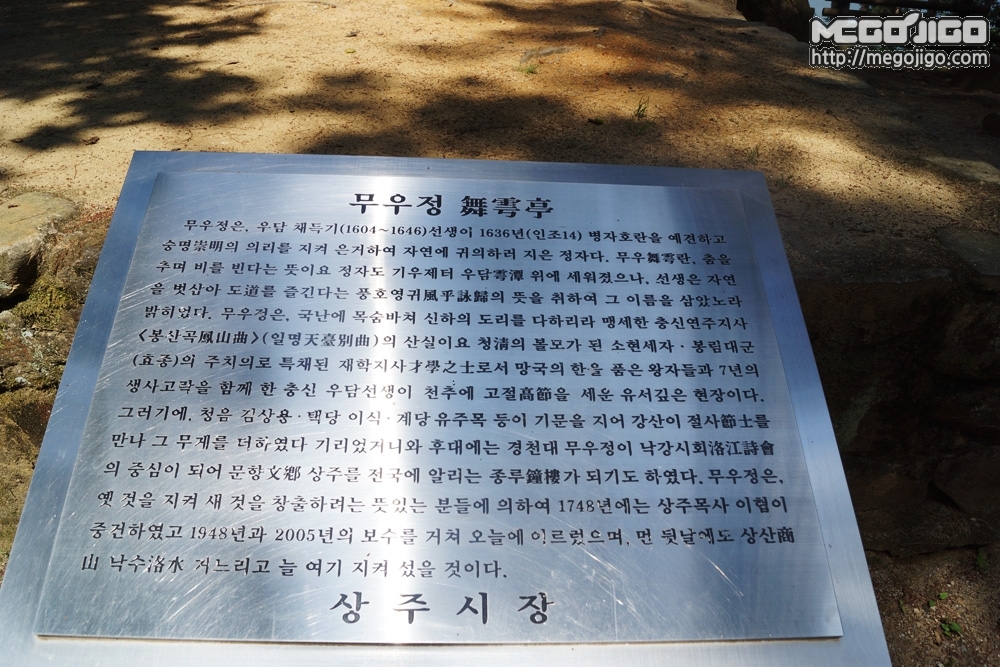 MEGOJIGO
http://megojigo.com
무우정 舞雩亭
무우정은, 우담 채득기(1604~1646)선생이 1636년(인조14) 병자호란을 예견하고
숭명崇明의 의리를 지켜 은거하여 자연에 귀의하러 지은 정자다. 무우舞雩란, 춤을
추며 비를 빈다는 뜻이요 정자도 기우제터 우담雩潭 위에 세워졌으나, 선생은 자연
을 벗삼아 도道를 즐긴다는 풍호영귀風乎詠歸의 뜻을 취하여 그 이름을 삼았노라
밝히었다. 무우정은, 국난에 목숨바쳐 신하의 도리를 다하리라 맹세한 충신연주지사
<봉산곡鳳山曲>(일명天臺別曲)의 산실이요 청淸의 볼모가 된 소현세자·봉림대군
(효종)의 주치의로 특채된 재학지사才學之士로서 망국의 한을 품은 왕자들과 7년의
생사고락을 함께 한 충신 우담선생이 천추에 고절高節을 세운 유서깊은 현장이다.
그러기에, 청음 김상용·택당 이식·계당 유주목 등이 기문을 지어 강산이 절사節士를
만나 그 무게를 더하였다 기리었거니와 후대에는 경천대 무우정이 낙강시회洛江詩會
의 중심이 되어 문향文鄕 상주를 전국에 알리는 종루鐘樓가 되기도 하였다. 무우정은,
옛 것을 지켜 새 것을 창출하려는 뜻있는 분들에 의하여 1748년에는 상주목사 이협이
중건하였고 1948년과 2005년의 보수를 거쳐 오늘에 이르렀으며, 먼 뒷날에도 상산商
山 낙수洛水 거느리고 늘 여기 지켜 섰을 것이다.
상주시장